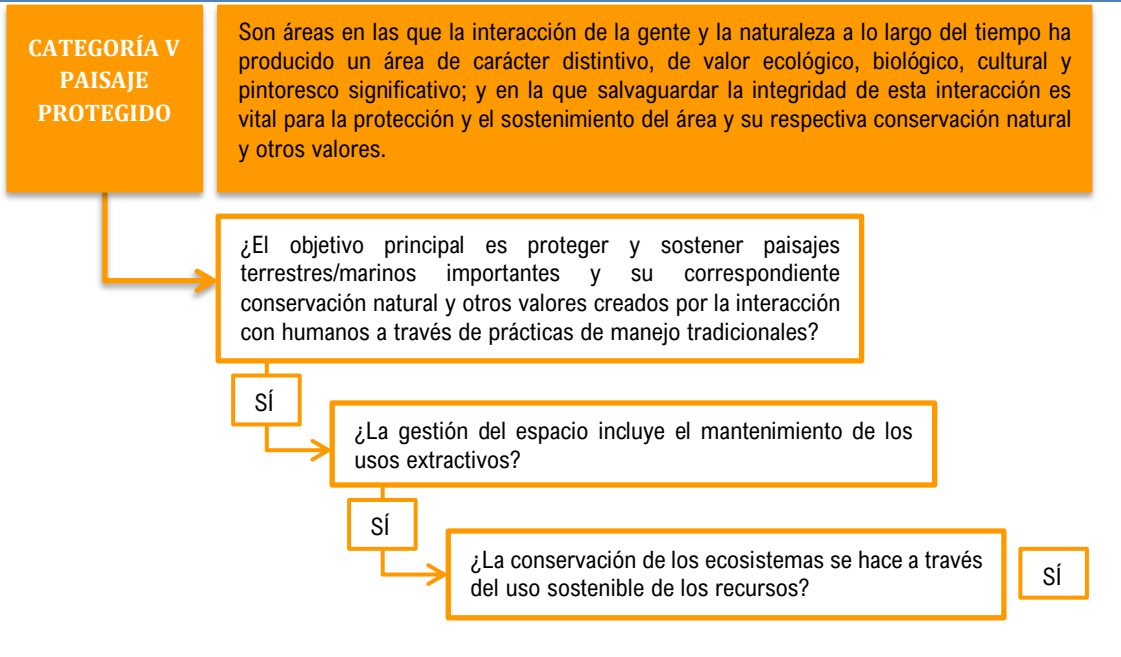 CATEGORÍA V
PAISAJE
PROTEGIDO
Son áreas en las que la interacción de la gente y la naturaleza a lo largo del tiempo ha
producido un área de carácter distintivo, de valor ecológico, biológico, cultural y
pintoresco significativo; y en la que salvaguardar la integridad de esta interacción es
vital para la protección y el sostenimiento del área y su respectiva conservación natural
y otros valores.
¿El objetivo principal es proteger y sostener paisajes
terrestres/marinos importantes y su correspondiente
conservación natural y otros valores creados por la interacción
con humanos a través de prácticas de manejo tradicionales?
SÍ
¿La gestión del espacio incluye el mantenimiento de los
usos extractivos?
SÍ
¿La conservación de los ecosistemas se hace a través
del uso sostenible de los recursos?
SÍ